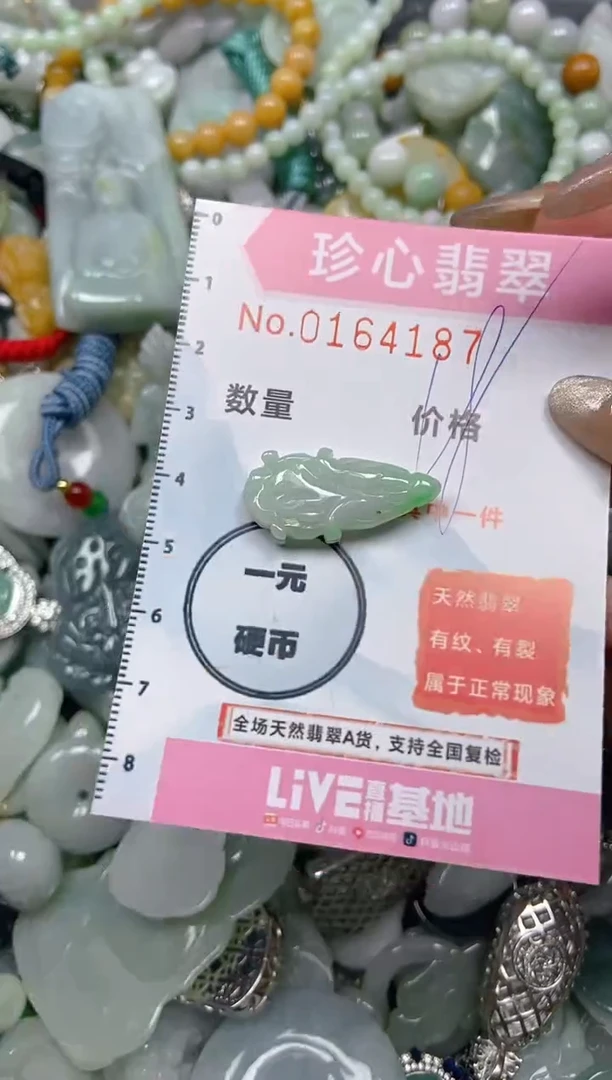 0
珍心翡翠
1
No.0164187
2
数量
价格
3
4
一件
5
一元
硬币
6
天然翡翠
有纹、有裂
属于正常现象
7
全场天然翡翠A货，支持全国复检
8
LiVE直播基地